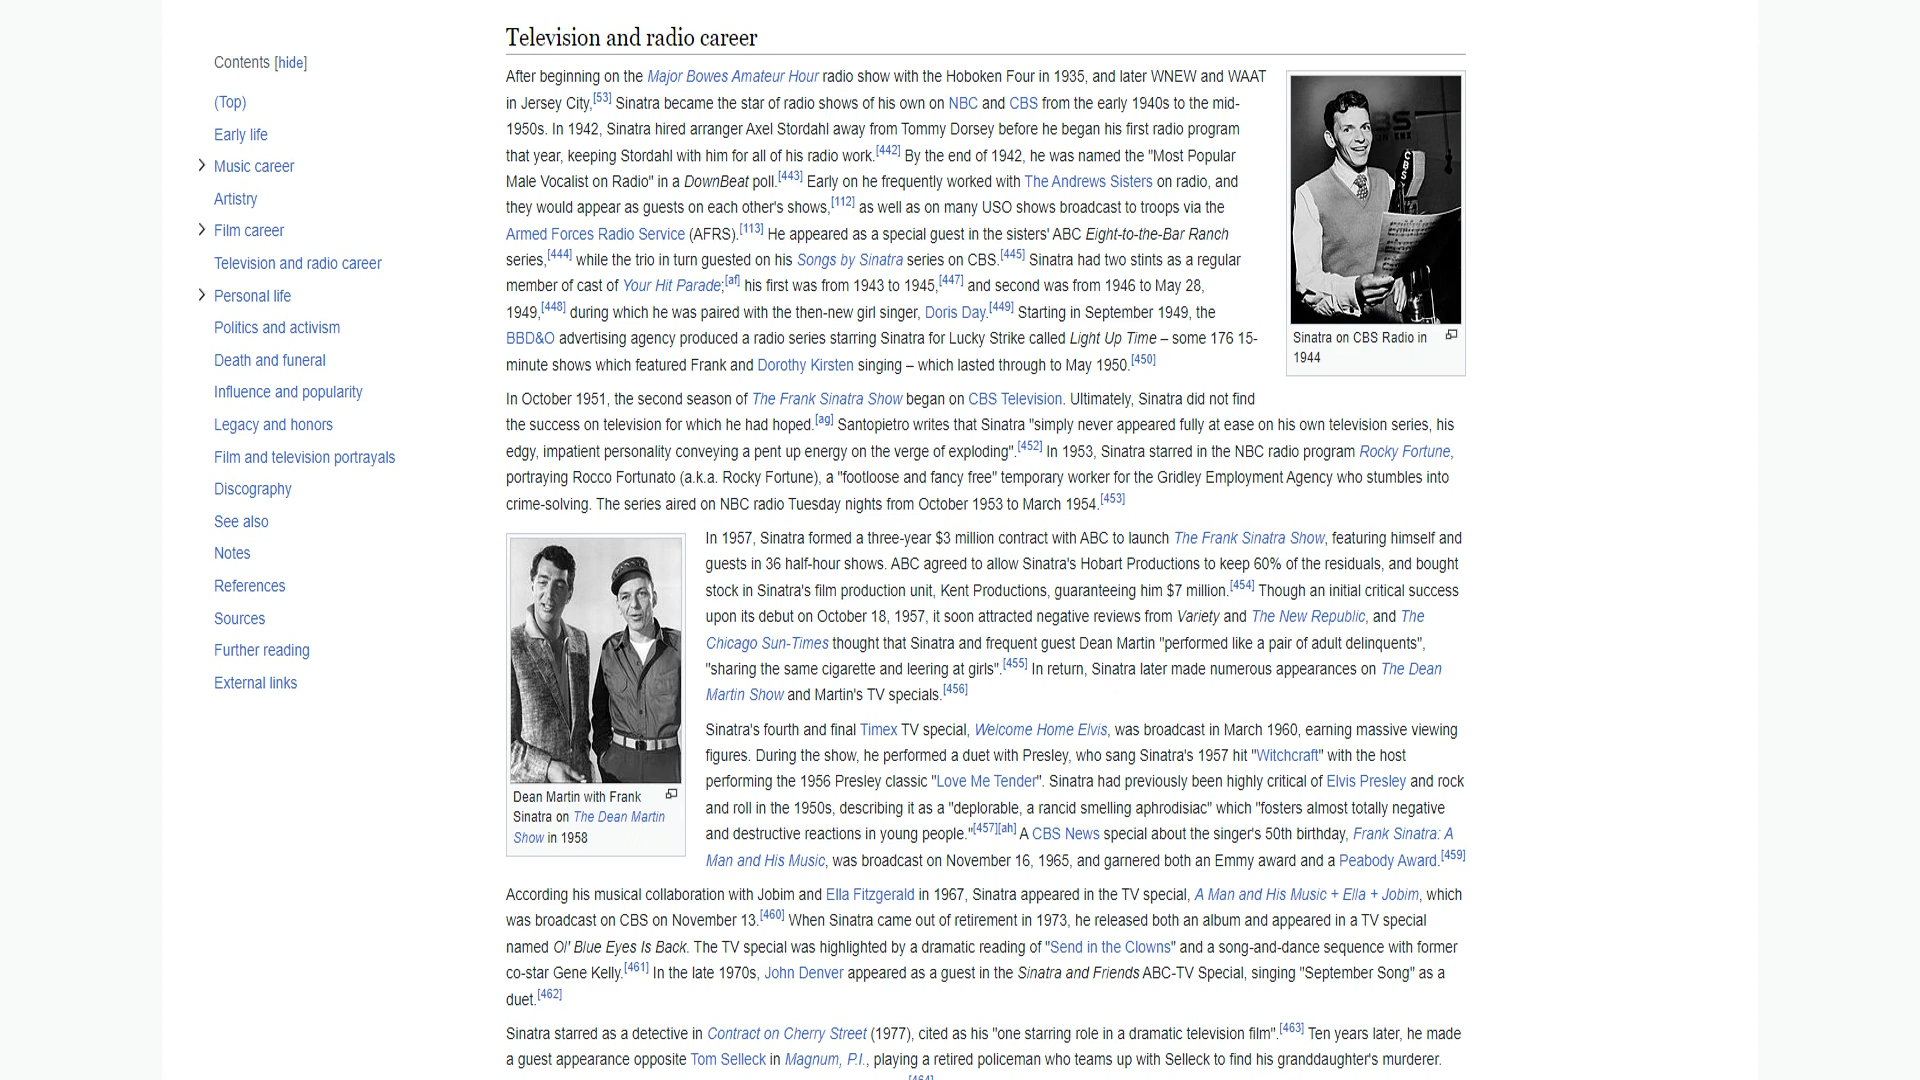 Contents [hide]
(Top)
Early life
Music career
Artistry
Film career
Television and radio career
Personal life
Politics and activism
Death and funeral
Influence and popularity
Legacy and honors
Film and television portrayals
Discography
See also
Notes
References
Sources
Further reading
External links
Television and radio career
After beginning on the Major Bowes Amateur Hour radio show with the Hoboken Four in 1935, and later WNEW and WAAT
in Jersey City,[53] Sinatra became the star of radio shows of his own on NBC and CBS from the early 1940s to the mid-
1950s. In 1942, Sinatra hired arranger Axel Stordahl away from Tommy Dorsey before he began his first radio program
that year, keeping Stordahl with him for all of his radio work.[442] By the end of 1942, he was named the "Most Popular
Male Vocalist on Radio" in a DownBeat poll.[443] Early on he frequently worked with The Andrews Sisters on radio, and
they would appear as guests on each other's shows,[112] as well as on many USO shows broadcast to troops via the
Armed Forces Radio Service (AFRS).[113] He appeared as a special guest in the sisters' ABC Eight-to-the-Bar Ranch
series,[444] while the trio in turn guested on his Songs by Sinatra series on CBS.[445] Sinatra had two stints as a regular
member of cast of Your Hit Parade;[af] his first was from 1943 to 1945,[447] and second was from 1946 to May 28,
1949,[448] during which he was paired with the then-new girl singer, Doris Day.[449] Starting in September 1949, the
BBD&O advertising agency produced a radio series starring Sinatra for Lucky Strike called Light Up Time – some 176 15-
minute shows which featured Frank and Dorothy Kirsten singing – which lasted through to May 1950.[450]
CBS
Sinatra on CBS Radio in
1944
In October 1951, the second season of The Frank Sinatra Show began on CBS Television. Ultimately, Sinatra did not find
the success on television for which he had hoped.[ag] Santopietro writes that Sinatra "simply never appeared fully at ease on his own television series, his
edgy, impatient personality conveying a pent up energy on the verge of exploding".[452] In 1953, Sinatra starred in the NBC radio program Rocky Fortune,
portraying Rocco Fortunato (a.k.a. Rocky Fortune), a "footloose and fancy free" temporary worker for the Gridley Employment Agency who stumbles into
crime-solving. The series aired on NBC radio Tuesday nights from October 1953 to March 1954.[453]
Dean Martin with Frank
Sinatra on The Dean Martin
Show in 1958
In 1957, Sinatra formed a three-year $3 million contract with ABC to launch The Frank Sinatra Show, featuring himself and
guests in 36 half-hour shows. ABC agreed to allow Sinatra's Hobart Productions to keep 60% of the residuals, and bought
stock in Sinatra's film production unit, Kent Productions, guaranteeing him $7 million.[454] Though an initial critical success
upon its debut on October 18, 1957, it soon attracted negative reviews from Variety and The New Republic, and The
Chicago Sun-Times thought that Sinatra and frequent guest Dean Martin "performed like a pair of adult delinquents",
"sharing the same cigarette and leering at girls".[455] In return, Sinatra later made numerous appearances on The Dean
Martin Show and Martin's TV specials.[456]
Sinatra's fourth and final Timex TV special, Welcome Home Elvis, was broadcast in March 1960, earning massive viewing
figures. During the show, he performed a duet with Presley, who sang Sinatra's 1957 hit "Witchcraft" with the host
performing the 1956 Presley classic "Love Me Tender". Sinatra had previously been highly critical of Elvis Presley and rock
and roll in the 1950s, describing it as a "deplorable, a rancid smelling aphrodisiac" which "fosters almost totally negative
and destructive reactions in young people."[457][ah] A CBS News special about the singer's 50th birthday, Frank Sinatra: A
Man and His Music, was broadcast on November 16, 1965, and garnered both an Emmy award and a Peabody Award.[459]
According his musical collaboration with Jobim and Ella Fitzgerald in 1967, Sinatra appeared in the TV special, A Man and His Music + Ella + Jobim, which
was broadcast on CBS on November 13.[460] When Sinatra came out of retirement in 1973, he released both an album and appeared in a TV special
named Ol' Blue Eyes Is Back. The TV special was highlighted by a dramatic reading of "Send in the Clowns" and a song-and-dance sequence with former
co-star Gene Kelly.[461] In the late 1970s, John Denver appeared as a guest in the Sinatra and Friends ABC-TV Special, singing "September Song" as a
duet.[462]
Sinatra starred as a detective in Contract on Cherry Street (1977), cited as his "one starring role in a dramatic television film".[463] Ten years later, he made
a guest appearance opposite Tom Selleck in Magnum, P.I., playing a retired policeman who teams up with Selleck to find his granddaughter's murderer.